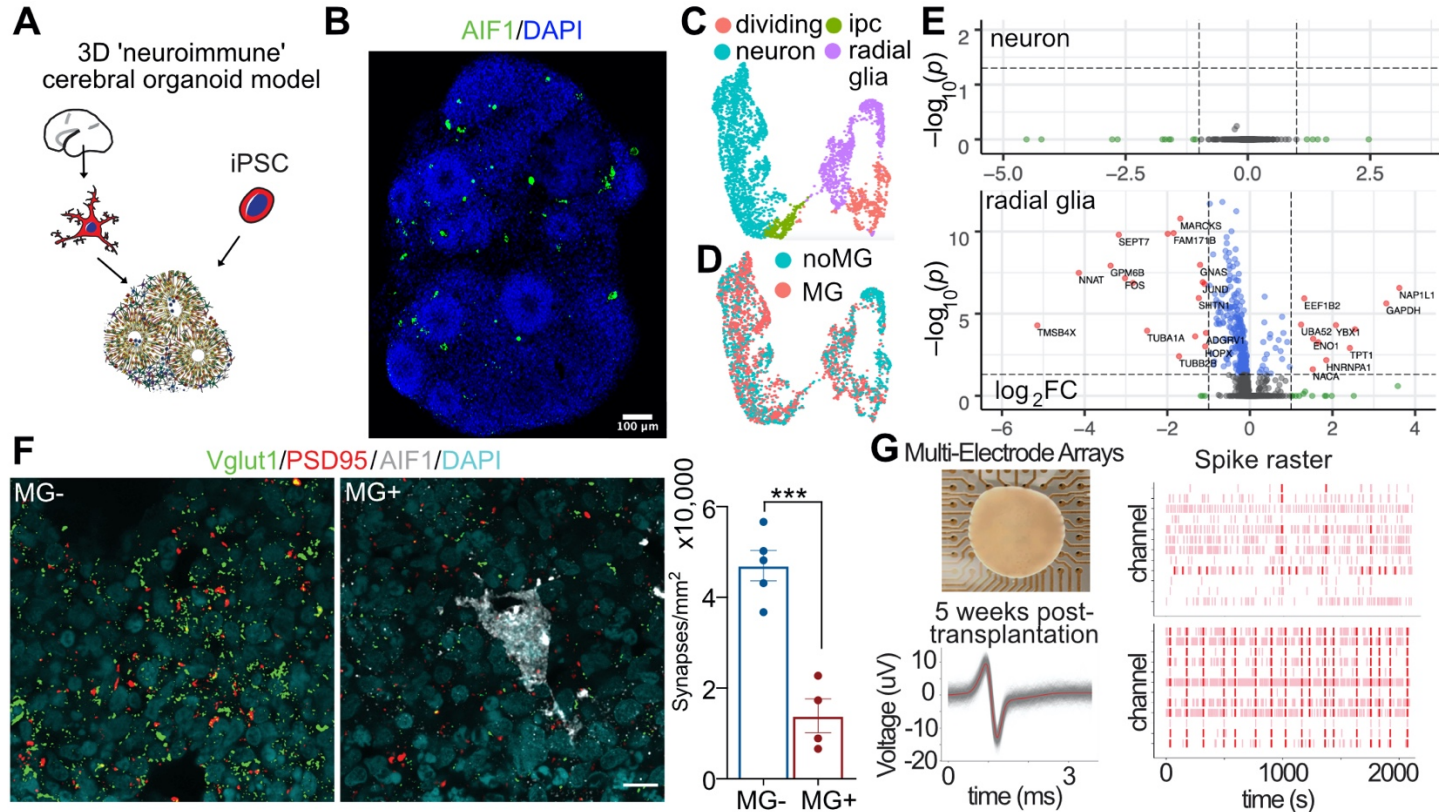 A
3D 'neuroimmune'
cerebral organoid model
iPSC
B
AIF1/DAPI
100 μm
C
dividing
ipc
neuron
radial
glia
D
noMG
MG
E
neuron
-log10(p)
2
1
0
-5.0
-2.5
0.0
2.5
radial glia
-log10(p)
10
5
0
MARCKS
SEPT7
FAM171B
GPM6B
GNAS
NNAT
FOS
JUND
SHTN1
EEF1B2
NAP1L1
GAPDH
TMSB4X
TUBA1A
ADGRV1
UBA52
YBX1
ENO1
HOPX
TPT1
TUBB2B
HNRNPA1
NACA
log2FC
-6
-4
-2
0
2
4
F
Vglut1/PSD95/AIF1/DAPI
MG-
MG+
x10,000
Synapses/mm²
6
4
2
0
***
MG-
MG+
G
Multi-Electrode Arrays
5 weeks post-
transplantation
Voltage (uV)
10
0
-10
-20
0
3
time (ms)
Spike raster
channel
channel
0
1000
2000
time (s)